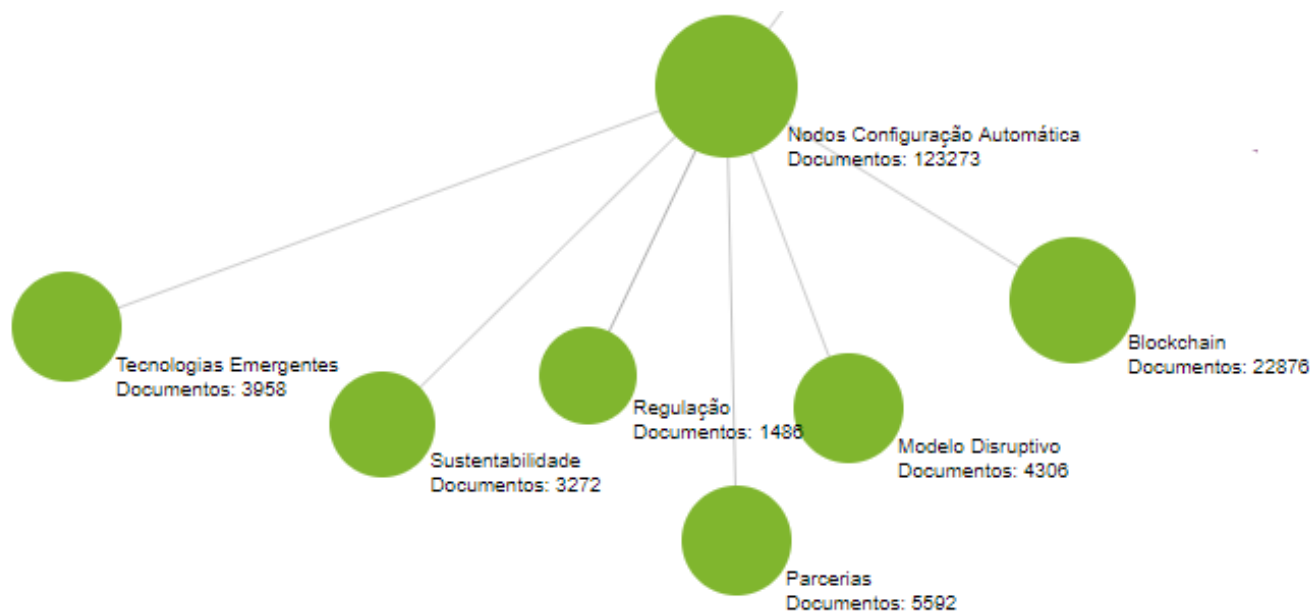 Nodos Configuração Automática
Documentos: 123273
Blockchain
Documentos: 22876
Tecnologias Emergentes
Documentos: 3958
Regulação
Documentos: 1486
Modelo Disruptivo
Documentos: 4306
Sustentabilidade
Documentos: 3272
Parcerias
Documentos: 5592